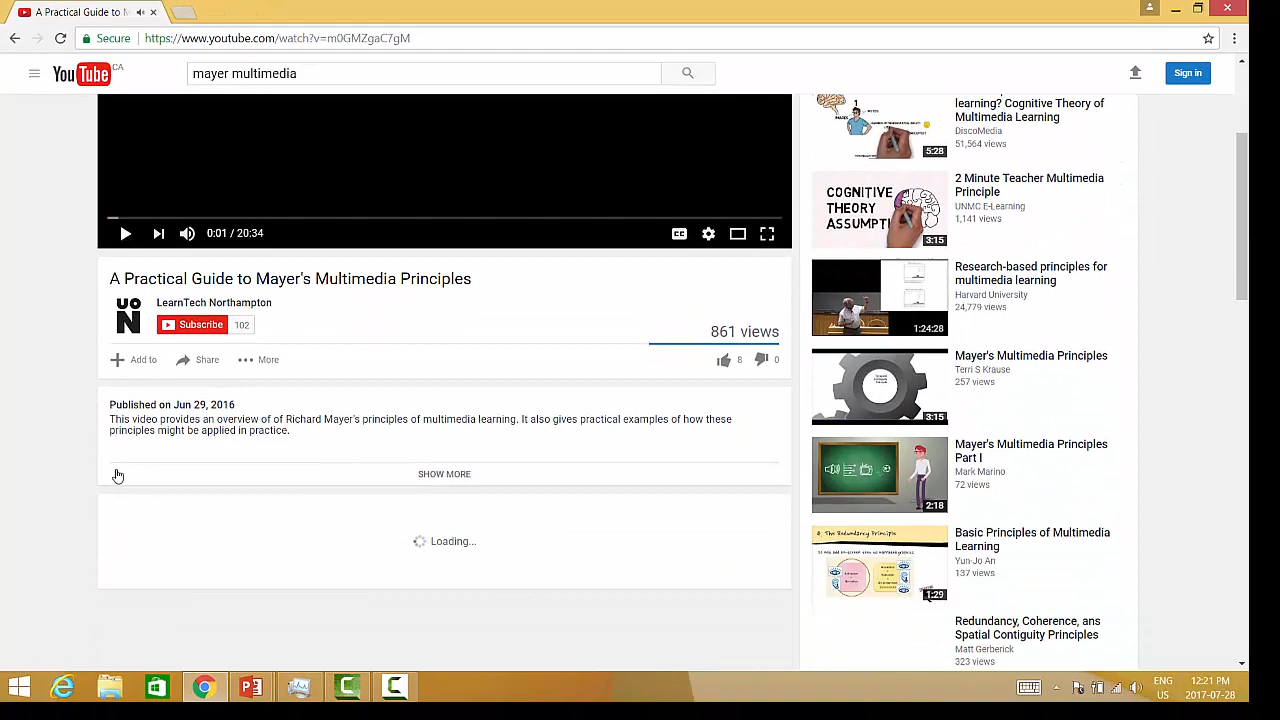 A Practical Guide to M
Secure
https://www.youtube.com/watch?v=m0GMZgaC7gM
YouTube CA
mayer multimedia
Sign in
0:01 / 20:34
CC
A Practical Guide to Mayer's Multimedia Principles
UON
LearnTech Northampton
Subscribe 102
861 views
Add to
Share
More
8
0
Published on Jun 29, 2016
This video provides an overview of of Richard Mayer's principles of multimedia learning. It also gives practical examples of how these
principles might be applied in practice.
SHOW MORE
Loading...
IMAGES
5:28
learning? Cognitive Theory of
Multimedia Learning
DiscoMedia
51,564 views
COGNITIVE
THEORY
ASSUMPTI
3:15
2 Minute Teacher Multimedia
Principle
UNMC E-Learning
1,141 views
1:24:28
Research-based principles for
multimedia learning
Harvard University
24,779 views
3:15
Mayer's Multimedia Principles
Terri S Krause
257 views
2:18
Mayer's Multimedia Principles
Part I
Mark Marino
72 views
The Redundancy Principle
1:29
Basic Principles of Multimedia
Learning
Yun-Jo An
137 views
Redundancy, Coherence, ans
Spatial Contiguity Principles
Matt Gerberick
323 views
ENG
US
12:21 PM
2017-07-28